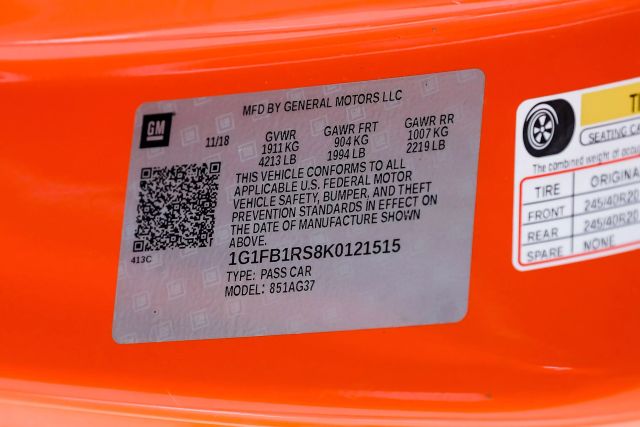 MFD BY GENERAL MOTORS LLC
GM
11/18
GVWR GAWR FRT GAWR RR
1911 KG 904 KG 1007 KG
4213 LB 1994 LB 2219 LB
THIS VEHICLE CONFORMS TO ALL
APPLICABLE U.S. FEDERAL MOTOR
VEHICLE SAFETY, BUMPER, AND THEFT
PREVENTION STANDARDS IN EFFECT ON
THE DATE OF MANUFACTURE SHOWN
ABOVE.
413C
1G1FB1RS8K0121515
TYPE: PASS CAR
MODEL: 851AG37
SEATING
The combined weight of
TIRE ORIGINA
FRONT 245/40R20
REAR 245/40R20
SPARE NONE